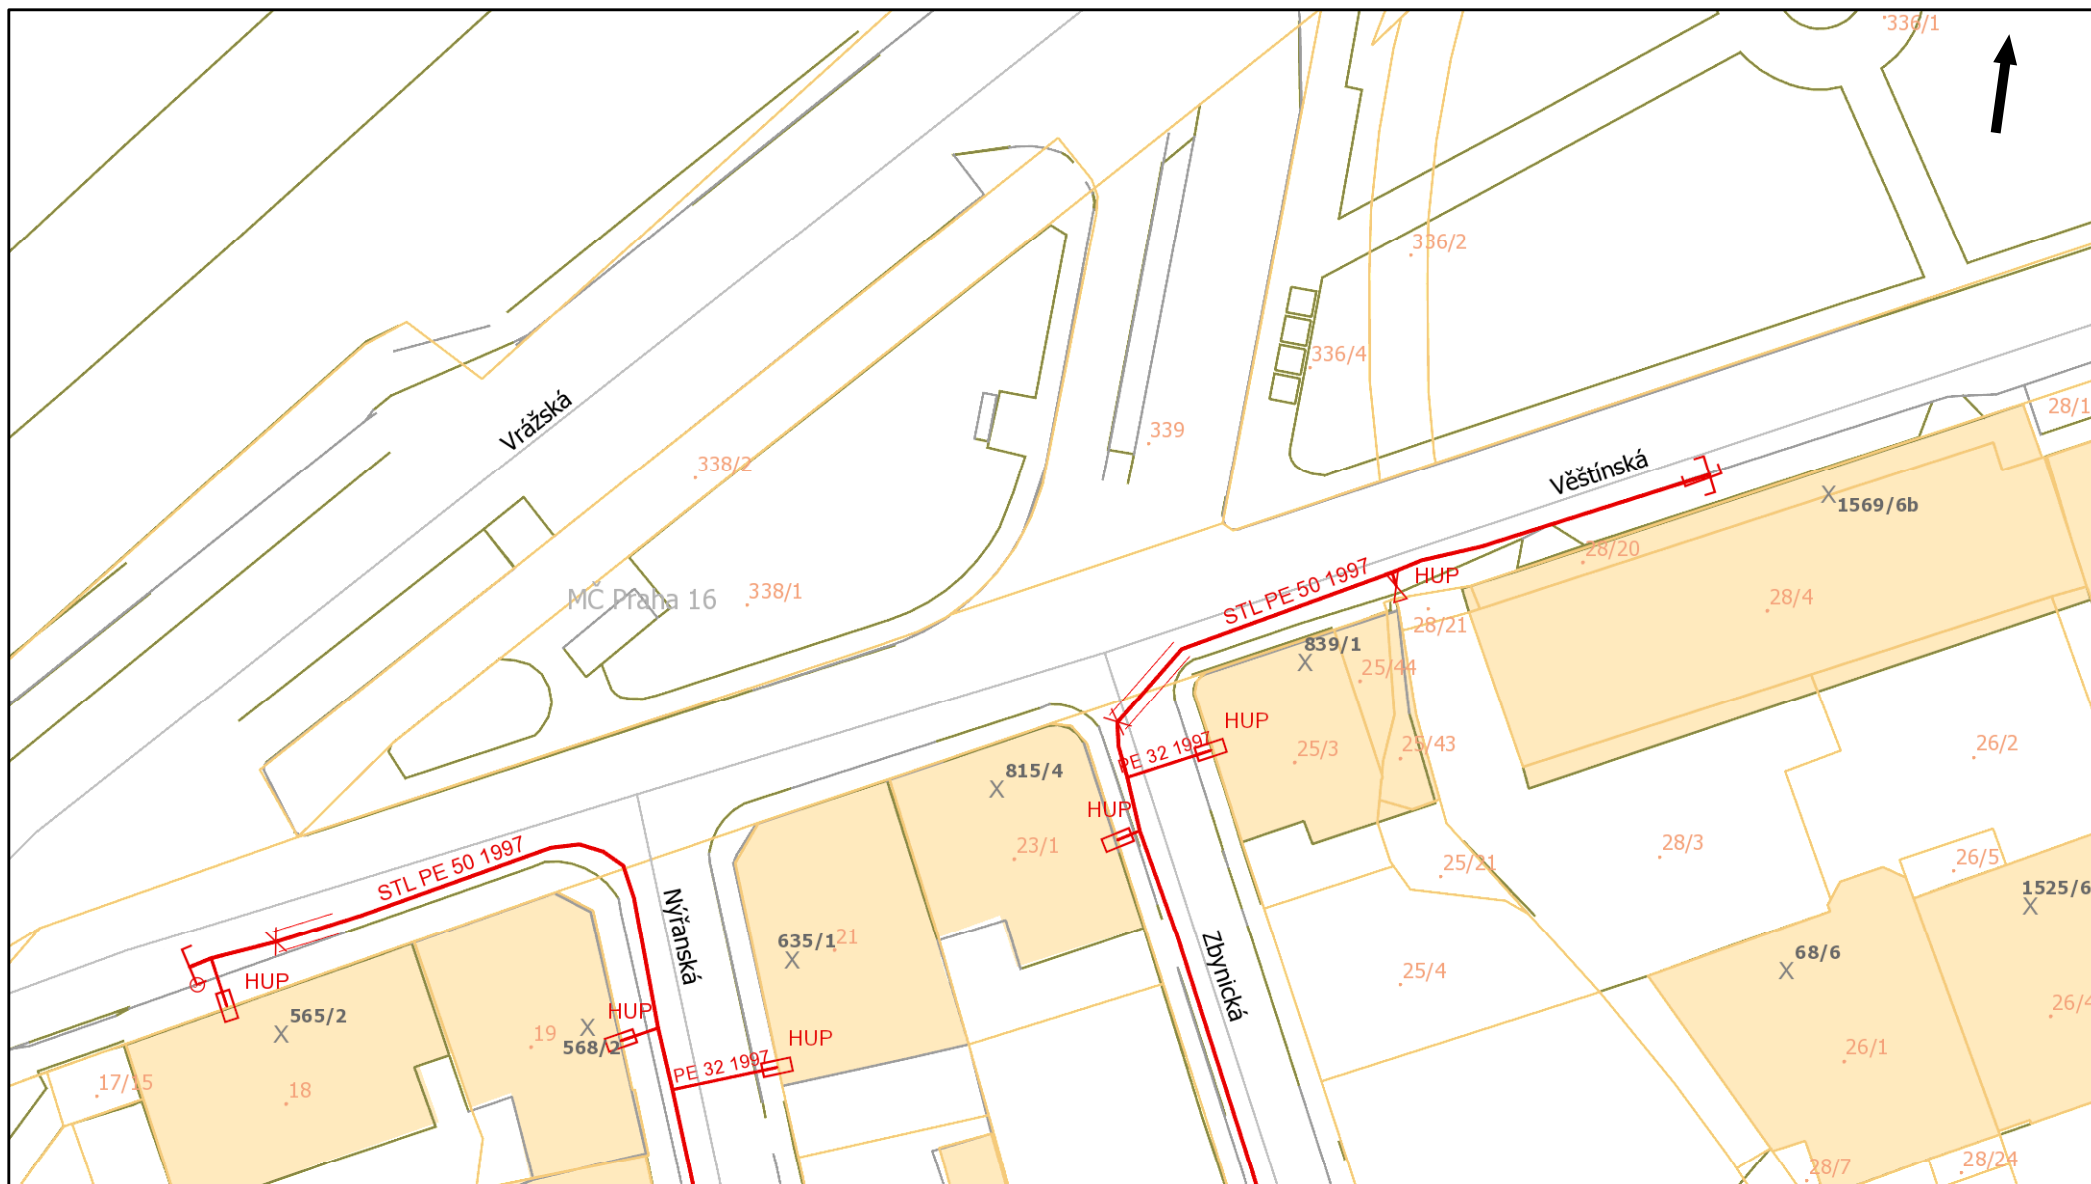 336/1
336/2
336/4
339
Vrážská
338/2
28/1
Věštínská
1569/6b
28/20
MČ Praha 16
338/1
STL PE 50 1997
HUP
28/21
28/4
839/1
25/44
HUP
25/3
25/43
26/2
PE 32 1997
815/4
HUP
23/1
28/3
25/21
26/5
1525/6
STL PE 50 1997
Nýřanská
635/1
21
Zbynická
68/6
25/4
HUP
565/2
HUP
19
568/2
HUP
26/4
26/1
PE 32 1997
17/15
18
28/7
28/24